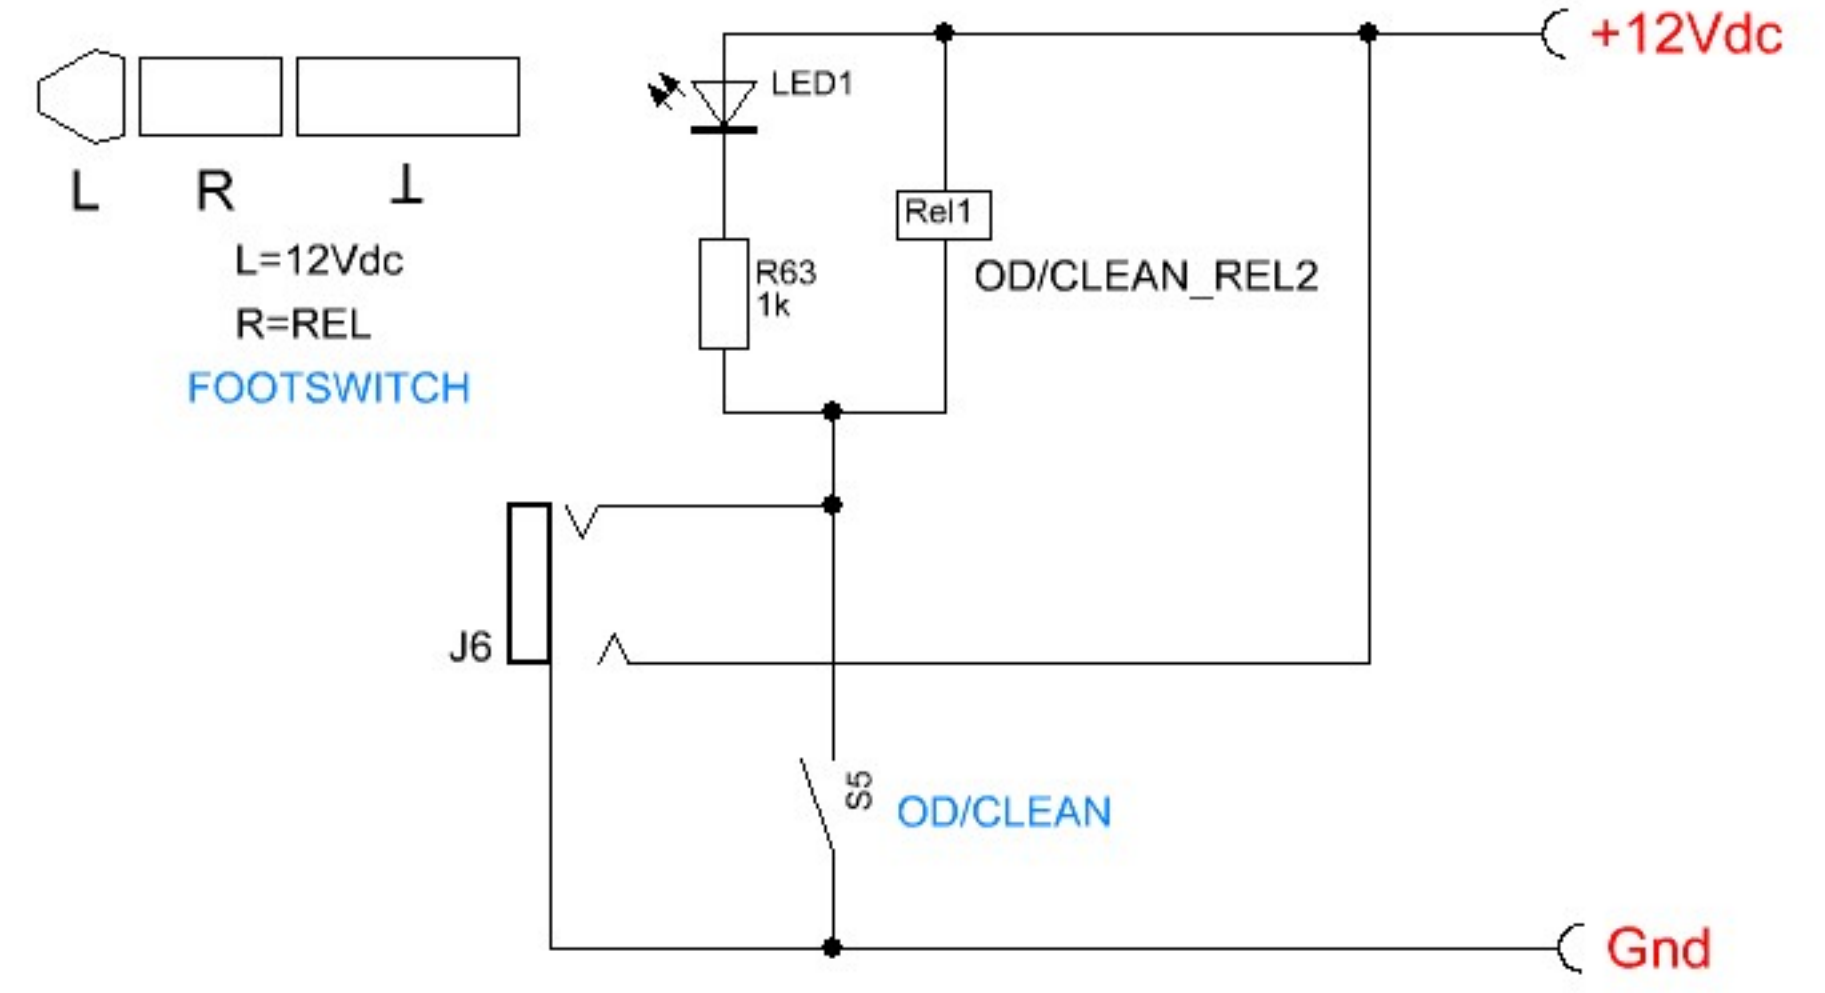 +12Vdc
LED1
L R ⊥
Rel1
L=12Vdc
R63
1k
OD/CLEAN_REL2
R=REL
FOOTSWITCH
J6
S5
OD/CLEAN
Gnd